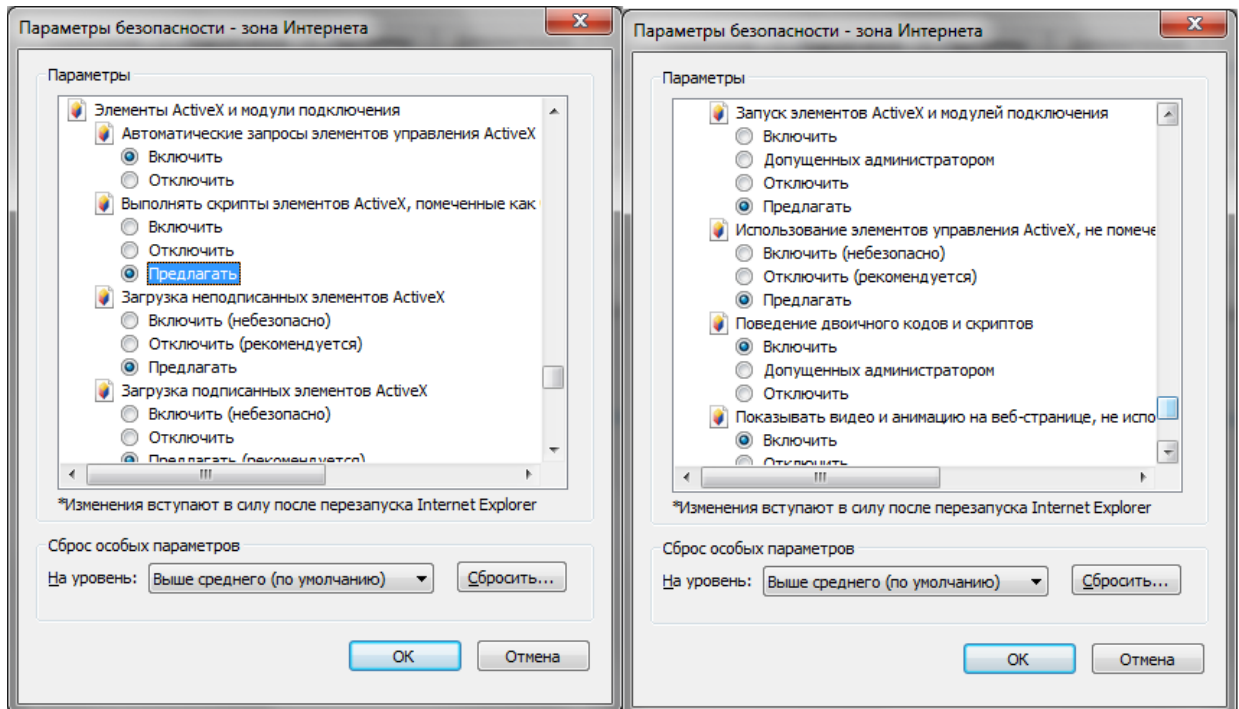 Параметры безопасности - зона Интернета
Параметры
Элементы ActiveX и модули подключения
Автоматические запросы элементов управления ActiveX
Включить
Отключить
Выполнять скрипты элементов ActiveX, помеченные как
Включить
Отключить
Предлагать
Загрузка неподписанных элементов ActiveX
Включить (небезопасно)
Отключить (рекомендуется)
Предлагать
Загрузка подписанных элементов ActiveX
Включить (небезопасно)
Отключить
Предлагать (рекомендуется)
*Изменения вступают в силу после перезапуска Internet Explorer
Сброс особых параметров
На уровень: Выше среднего (по умолчанию) Сбросить...
ОК Отмена
Параметры безопасности - зона Интернета
Параметры
Запуск элементов ActiveX и модулей подключения
Включить
Допущенных администратором
Отключить
Предлагать
Использование элементов управления ActiveX, не помече
Включить (небезопасно)
Отключить (рекомендуется)
Предлагать
Поведение двоичного кодов и скриптов
Включить
Допущенных администратором
Отключить
Показывать видео и анимацию на веб-странице, не испо
Включить
Отключить
*Изменения вступают в силу после перезапуска Internet Explorer
Сброс особых параметров
На уровень: Выше среднего (по умолчанию) Сбросить...
ОК Отмена